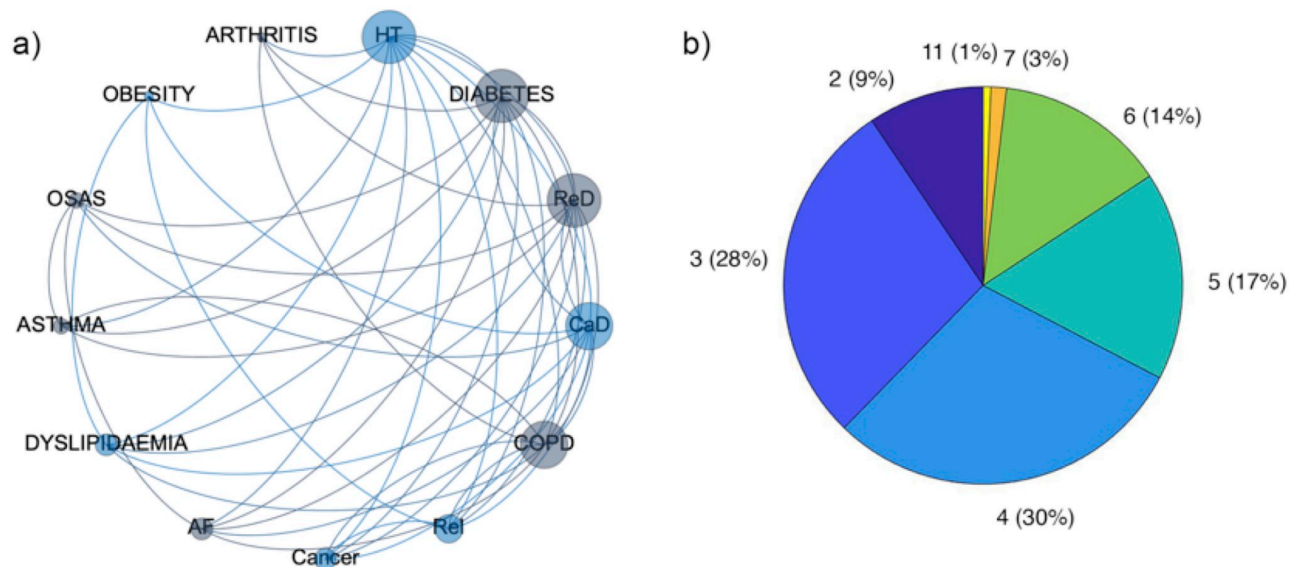 a)
ARTHRITIS
HT
OBESITY
DIABETES
OSAS
ReD
ASTHMA
CaD
DYSLIPIDAEMIA
COPD
AF
Rel
Cancer
b)
11 (1%)
7 (3%)
2 (9%)
6 (14%)
3 (28%)
5 (17%)
4 (30%)